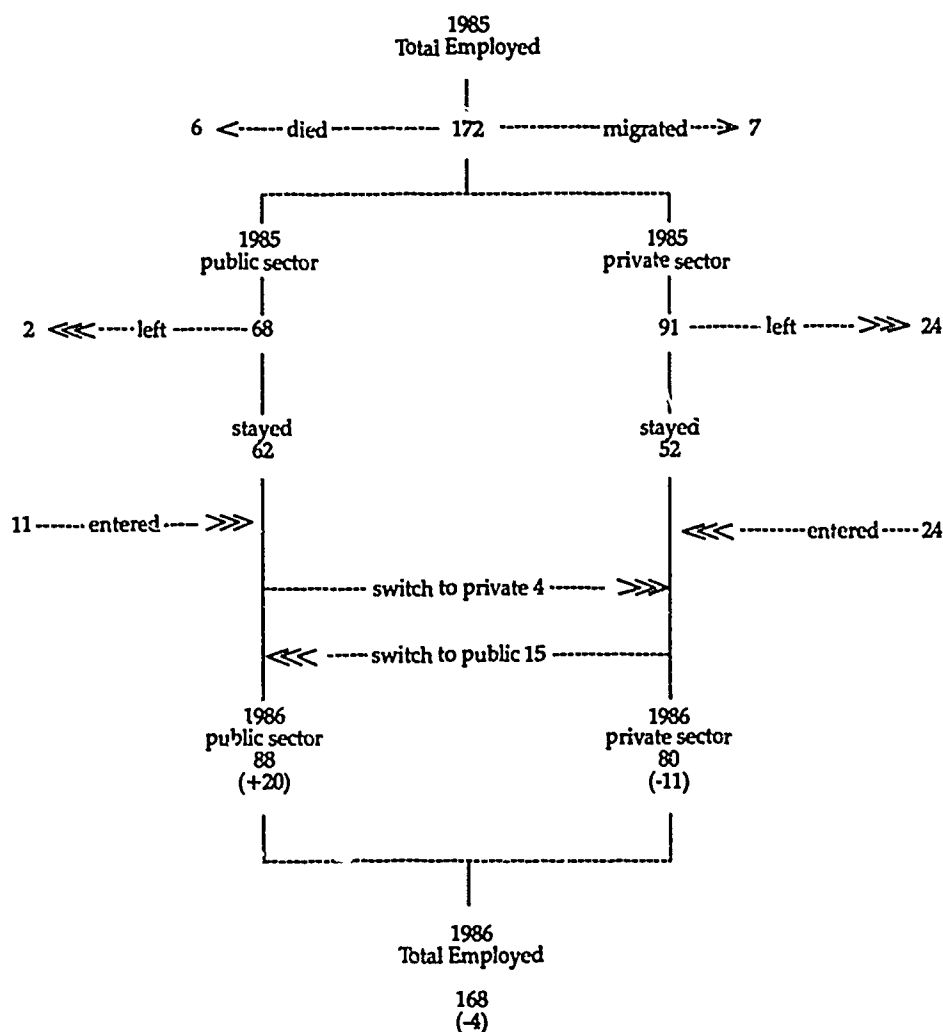 1985
Total Employed
6 died 172 migrated 7
1985
public sector
1985
private sector
2 left 68
91 left 24
stayed
62
stayed
52
11 entered
entered 24
switch to private 4
switch to public 15
1986
public sector
88
(+20)
1986
private sector
80
(-11)
1986
Total Employed
168
(-4)